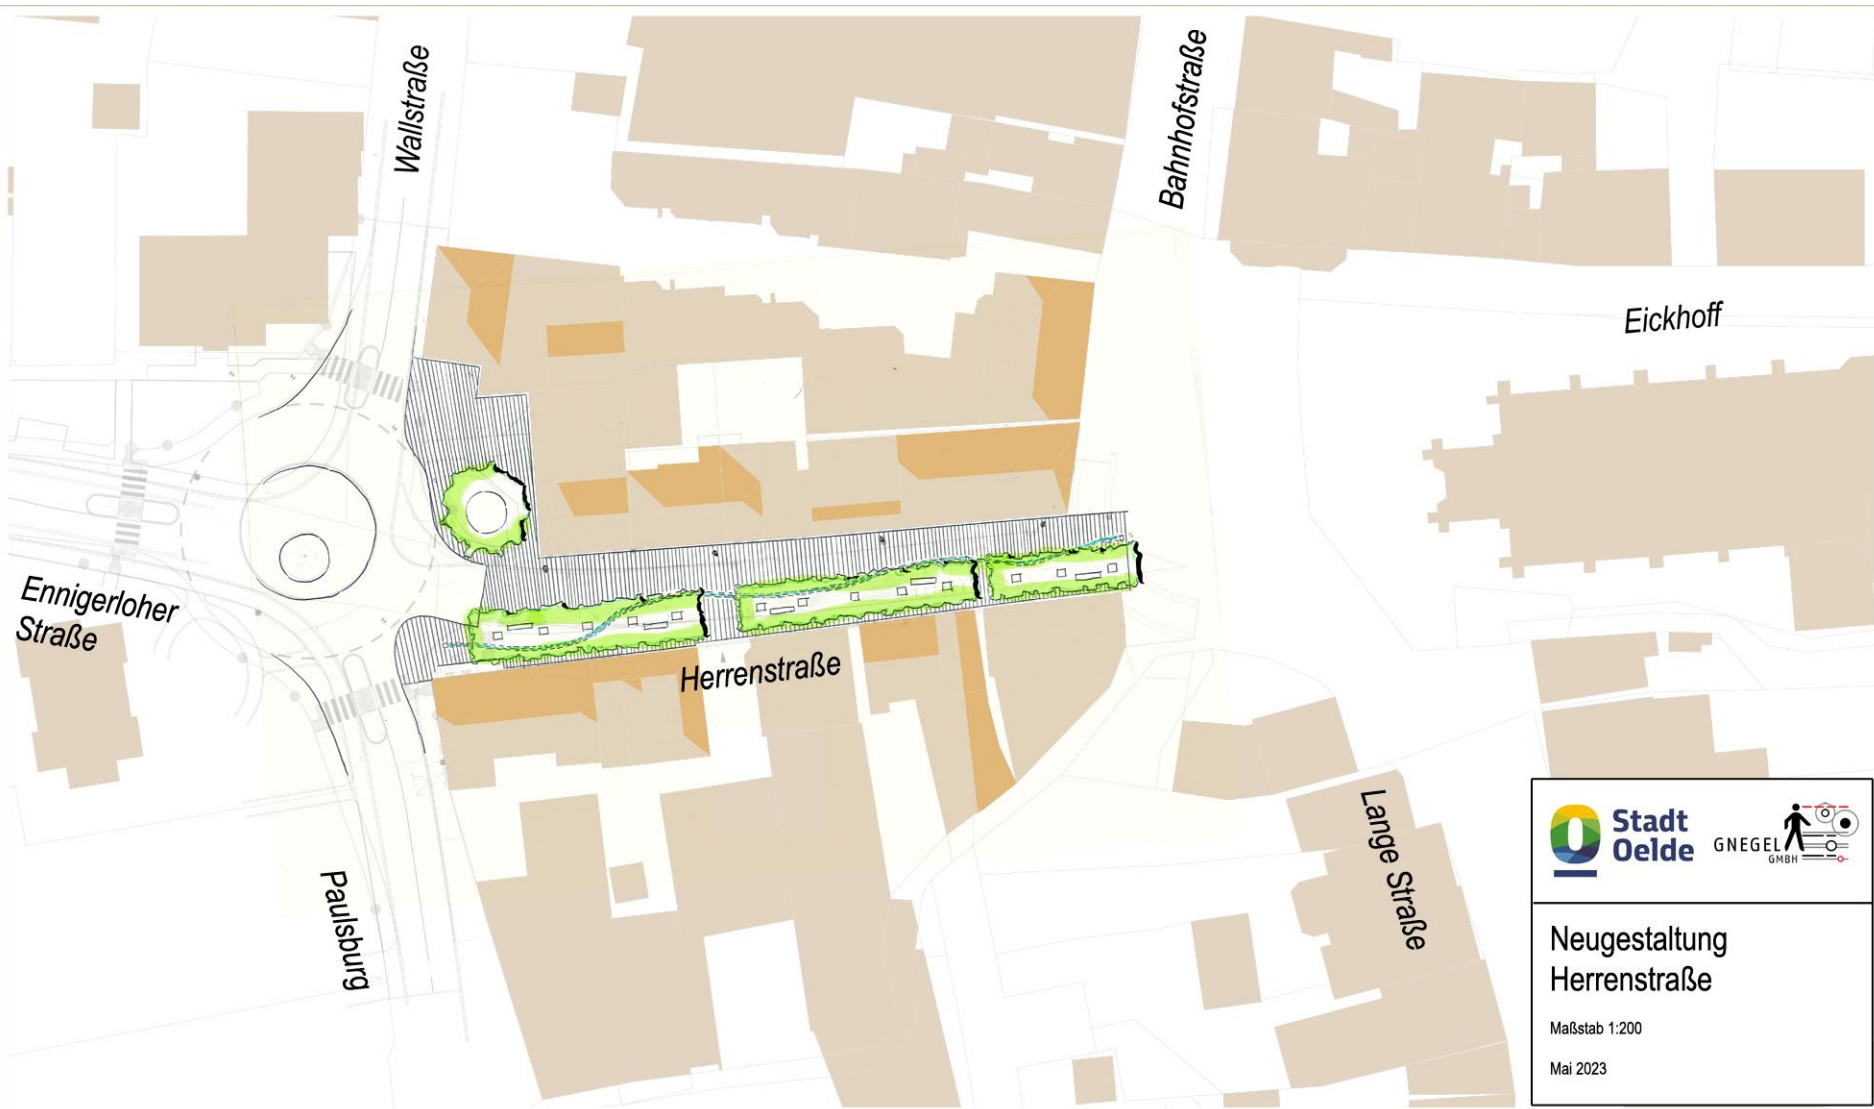 Wallstraße
Bahnhofstraße
Eickhoff
Ennigerloher
Straße
Herrenstraße
Paulsburg
Lange Straße
Stadt
Oelde
GNEGEL
GMBH
Neugestaltung
Herrenstraße
Maßstab 1:200
Mai 2023